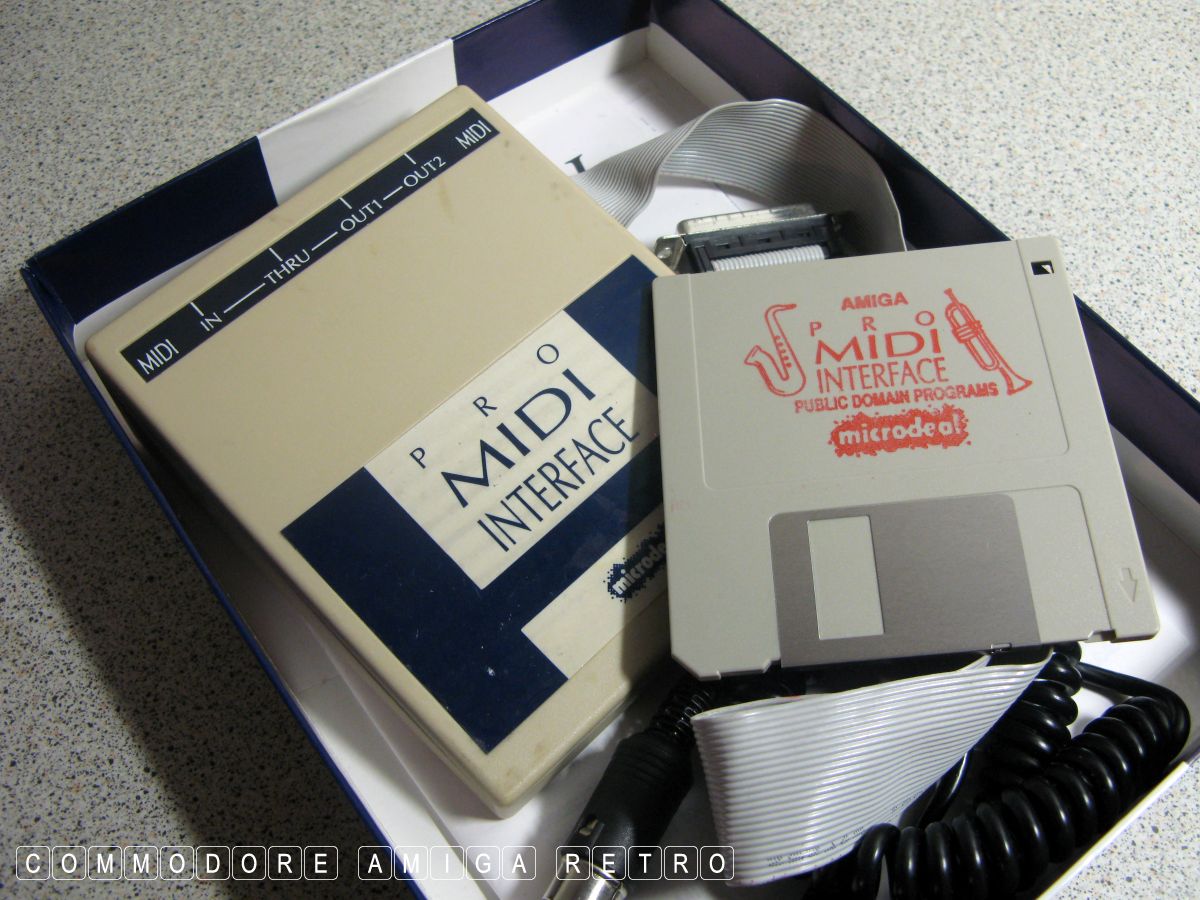 MIDI IN THRU OUT1 OUT2 MIDI
P R O
MIDI
INTERFACE
microdeal
AMIGA
P R O
MIDI
INTERFACE
PUBLIC DOMAIN PROGRAMS
microdeal
COMMODORE AMIGA RETRO